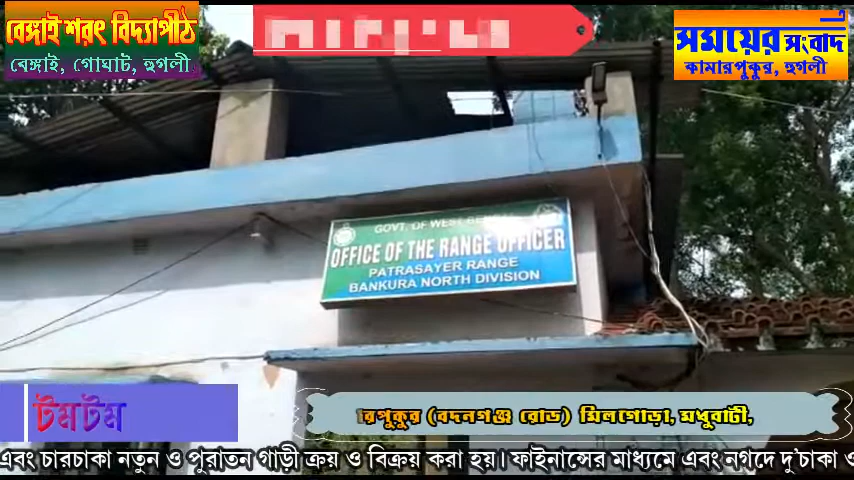 বেঙ্গাই শরৎ বিদ্যাপীঠ
বেঙ্গাই, গোঘাট, হুগলী
সময়ের সংবাদ
কামারপুকুর, হুগলী
GOVT. OF WEST
OFFICE OF THE RANGE OFFICER
PATRASAYER RANGE
BANKURA NORTH DIVISION
টমটম
রপুকুর (বদনগঞ্জ রোড) মিলগোড়া, মধুবাটী,
এবং চারচাকা নতুন ও পুরাতন গাড়ী ক্রয় ও বিক্রয় করা হয়। ফাইনান্সের মাধ্যমে এবং নগদে দু'চাকা ও